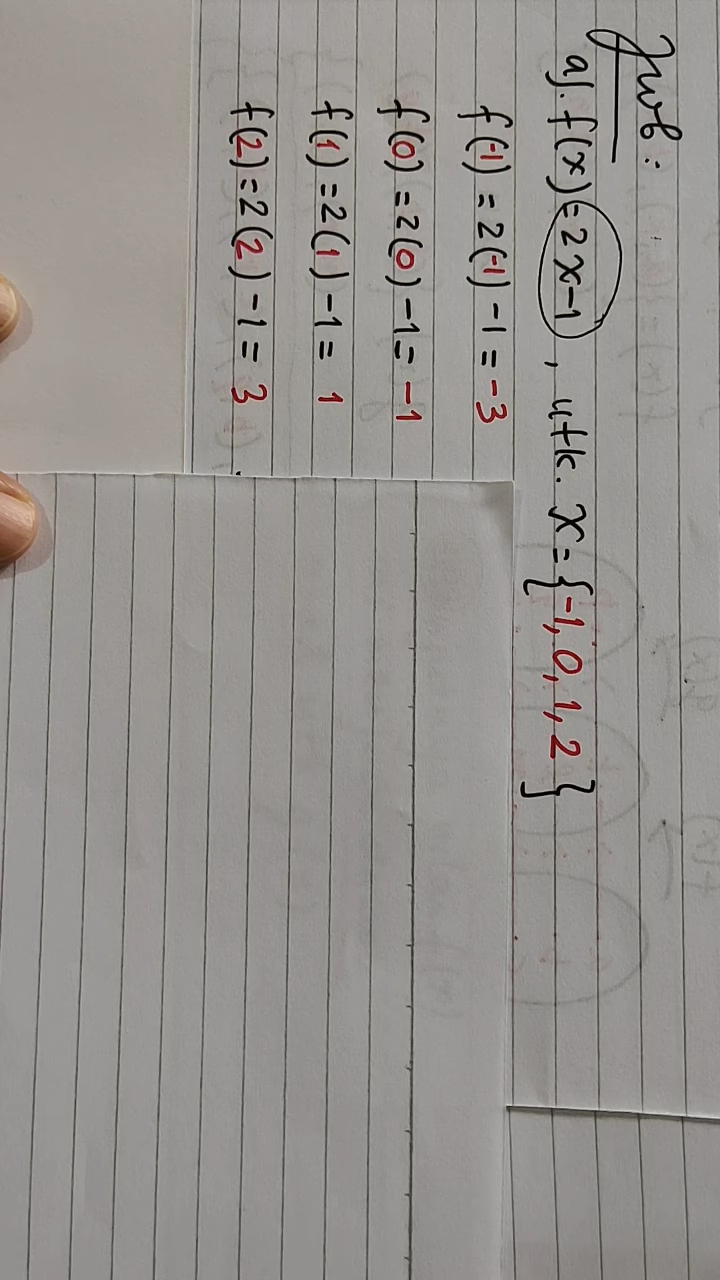 Jwb :
a). f(x) = 2x-1, utk. x = {-1, 0, 1, 2}
f(-1) = 2(-1) - 1 = -3
f(0) = 2(0) - 1 = -1
f(1) = 2(1) - 1 = 1
f(2) = 2(2) - 1 = 3